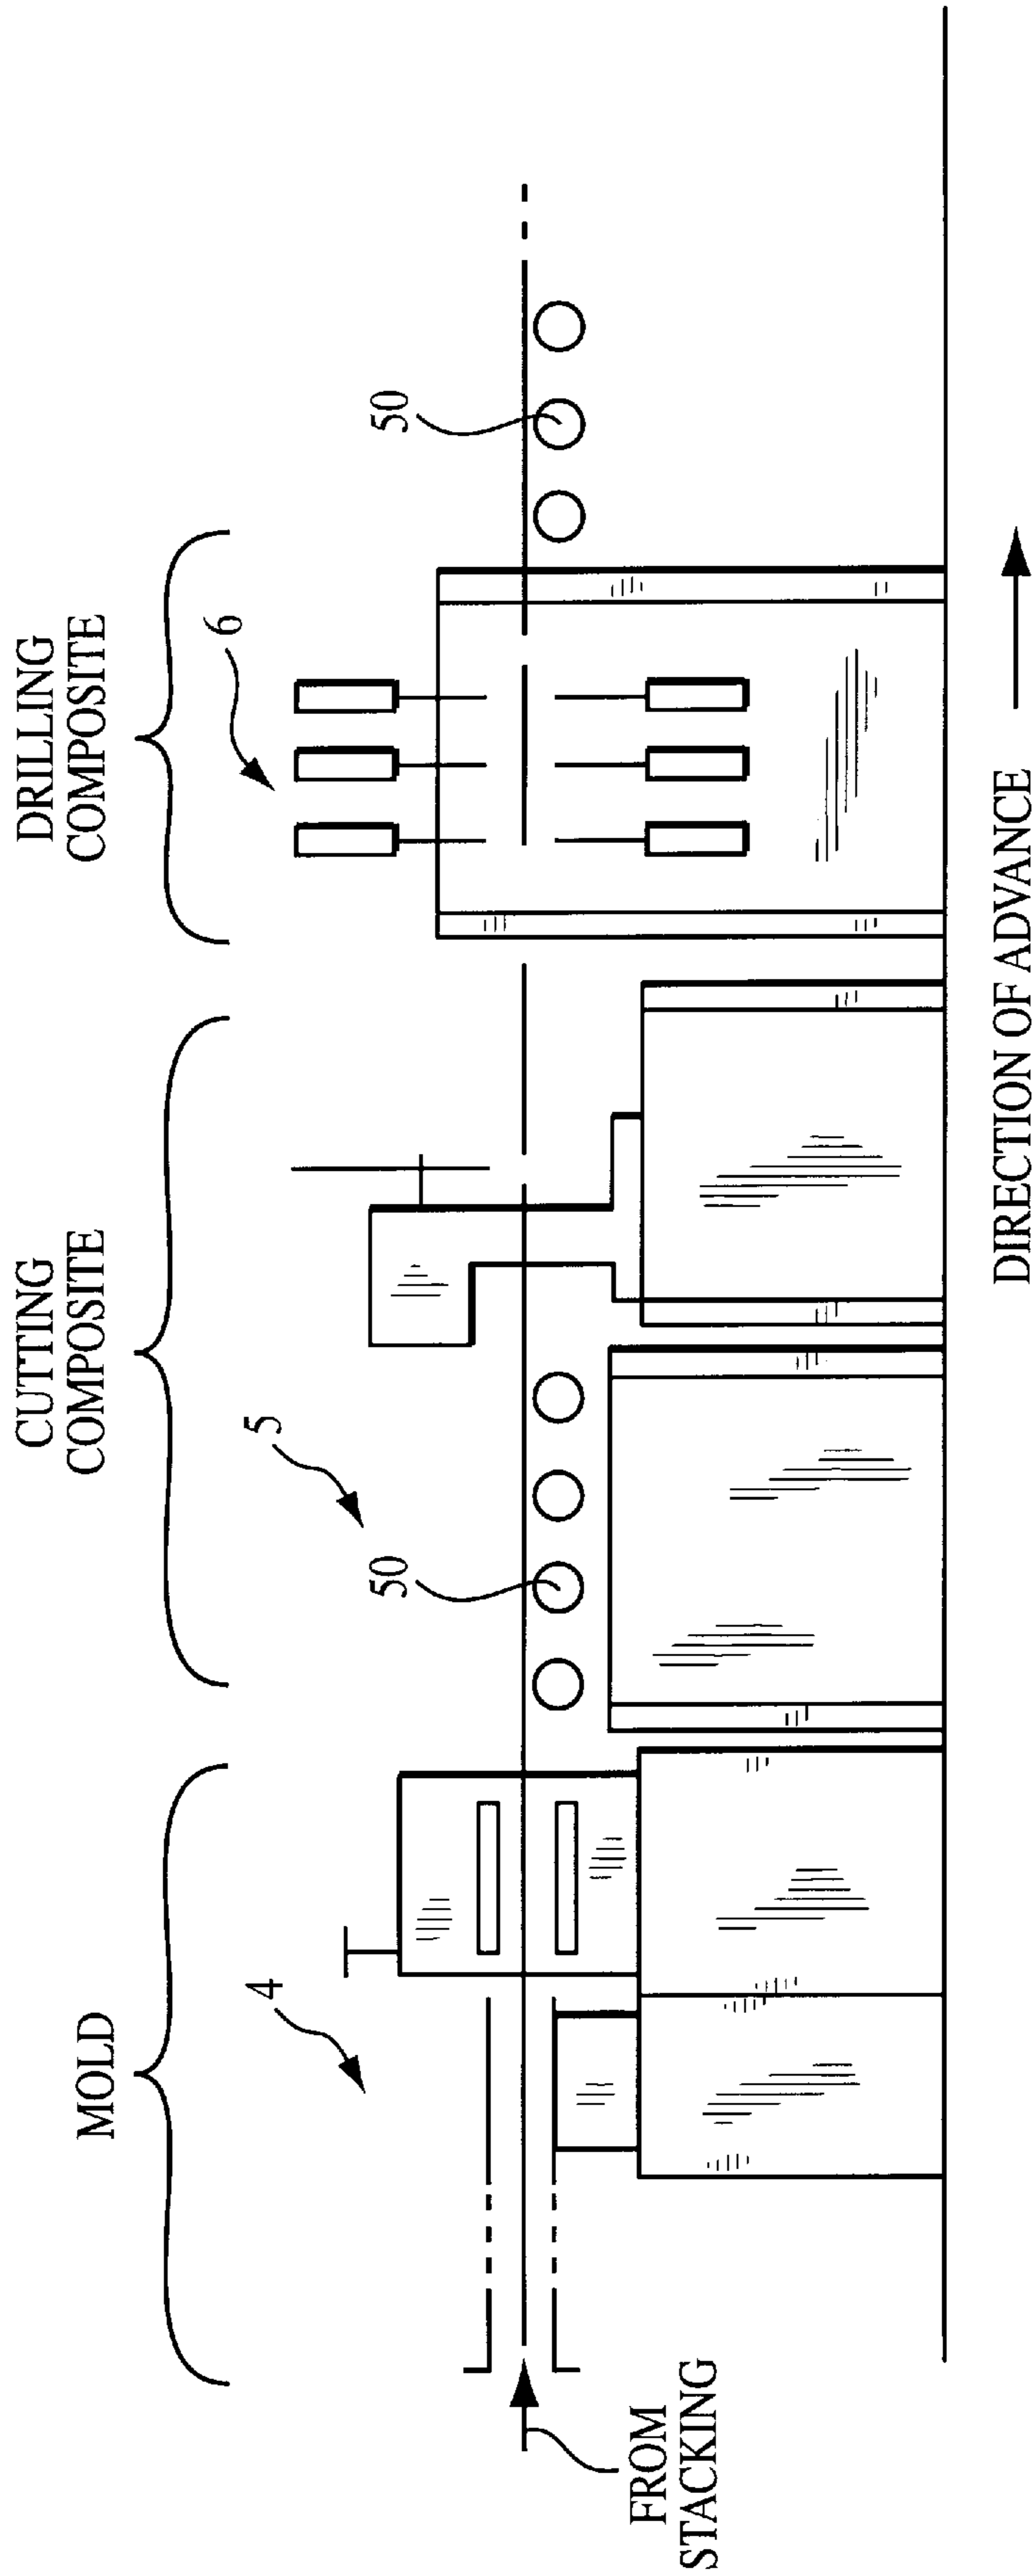 MOLD
CUTTING
COMPOSITE
DRILLING
COMPOSITE
4
5
6
50
50
FROM
STACKING
DIRECTION OF ADVANCE